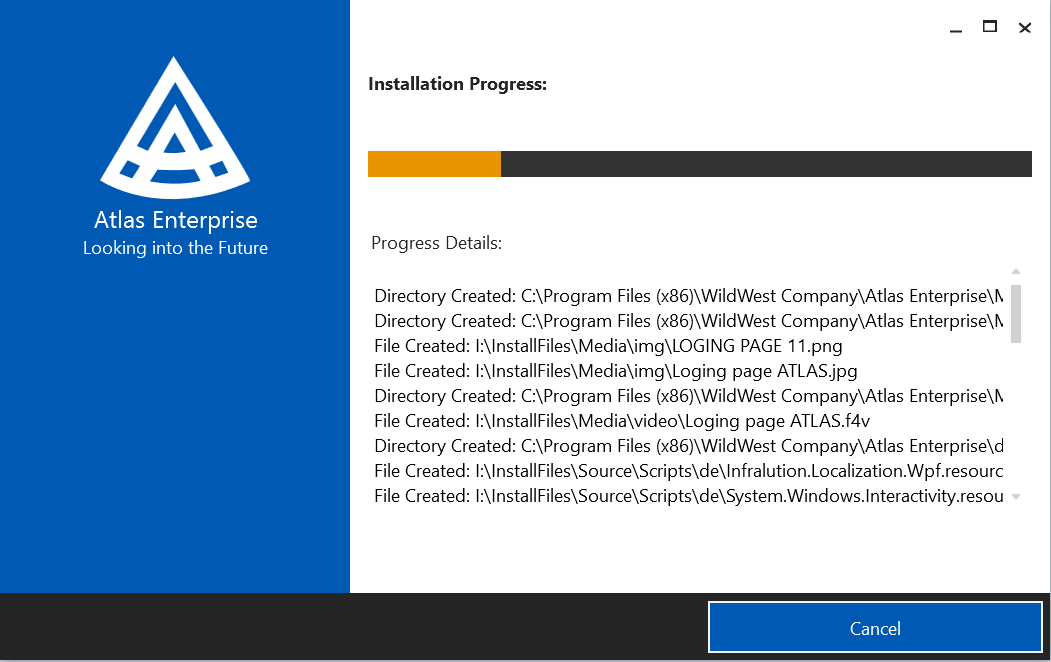 Atlas Enterprise
Looking into the Future
Installation Progress:
Progress Details:
Directory Created: C:\Program Files (x86)\WildWest Company\Atlas Enterprise\M
Directory Created: C:\Program Files (x86)\WildWest Company\Atlas Enterprise\M
File Created: I:\InstallFiles\Media\img\LOGING PAGE 11.png
File Created: I:\InstallFiles\Media\img\Loging page ATLAS.jpg
Directory Created: C:\Program Files (x86)\WildWest Company\Atlas Enterprise\M
File Created: I:\InstallFiles\Media\video\Loging page ATLAS.f4v
Directory Created: C:\Program Files (x86)\WildWest Company\Atlas Enterprise\d
File Created: I:\InstallFiles\Source\Scripts\de\Infralution.Localization.Wpf.resourc
File Created: I:\InstallFiles\Source\Scripts\de\System.Windows.Interactivity.resou
Cancel